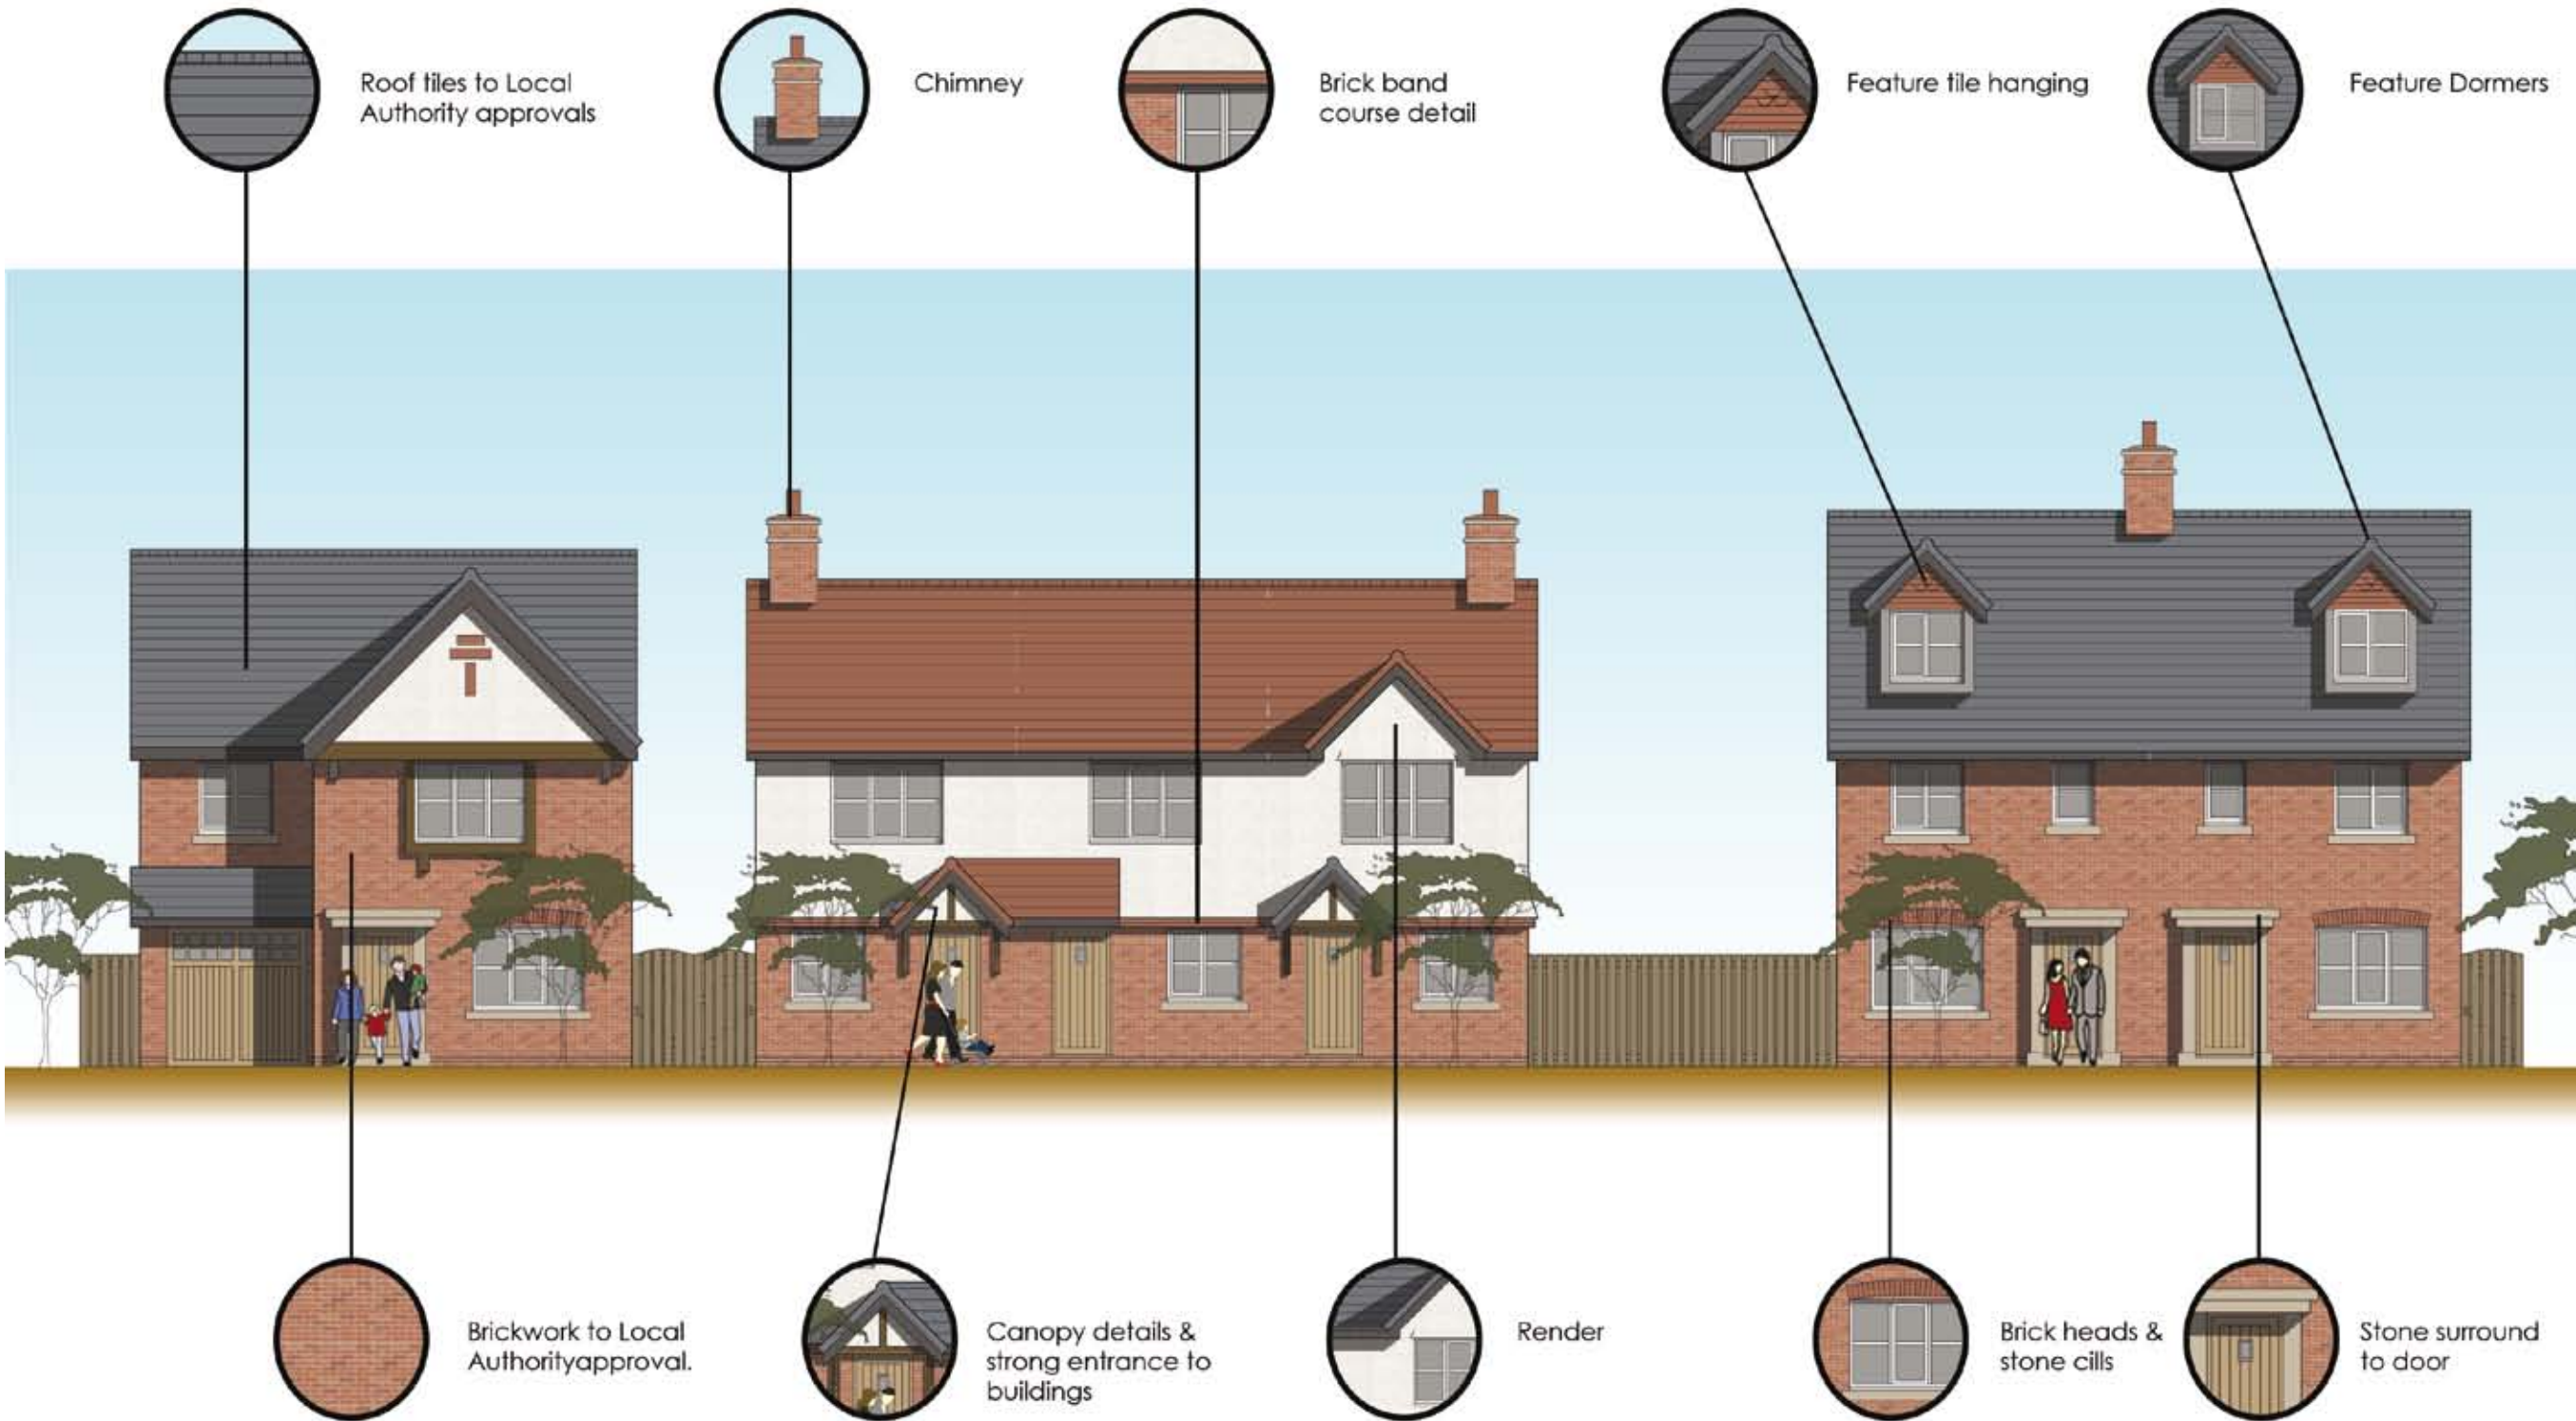 Roof tiles to Local
Authority approvals
Chimney
Brick band
course detail
Feature tile hanging
Feature Dormers
Brickwork to Local
Authorityapproval.
Canopy details &
strong entrance to
buildings
Render
Brick heads &
stone cills
Stone surround
to door